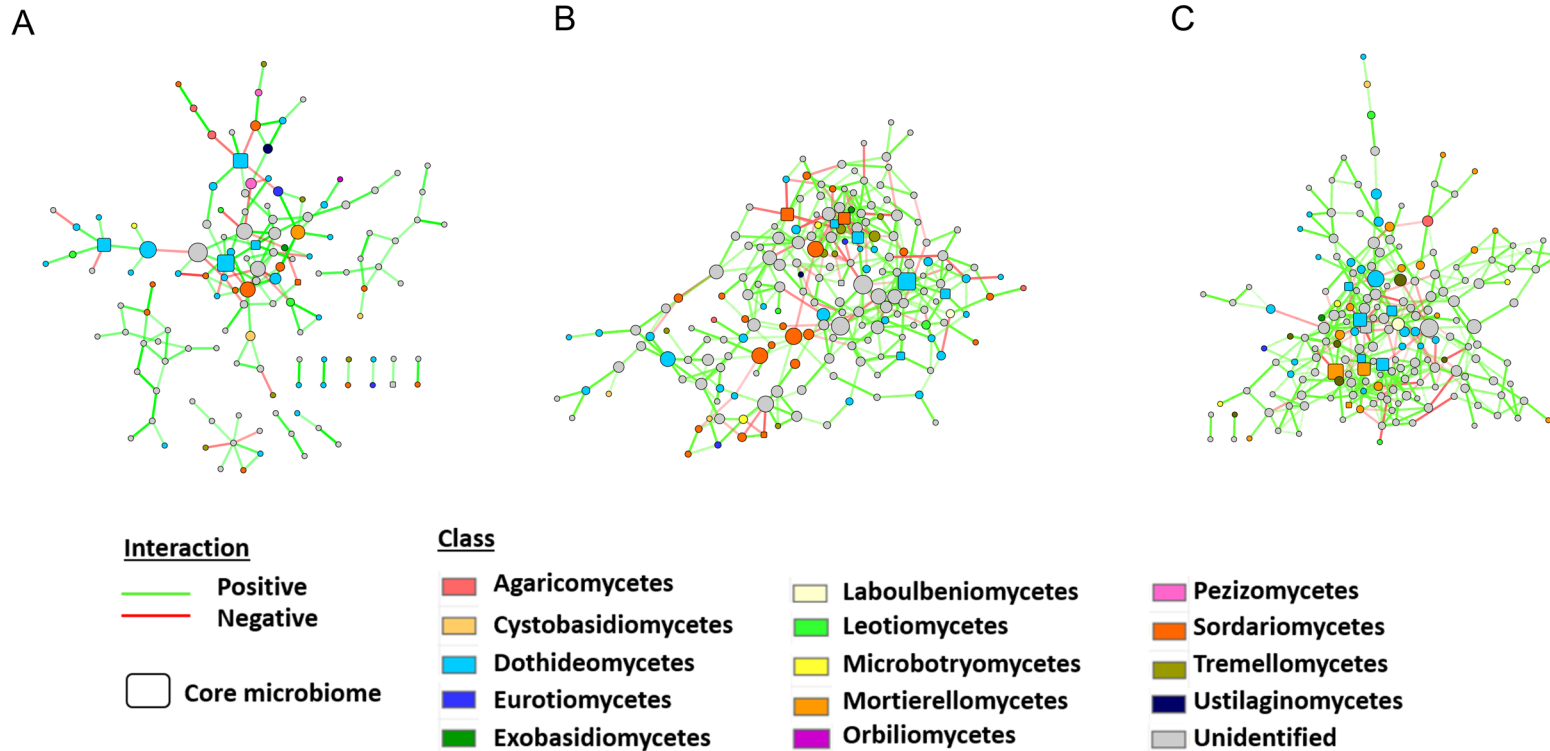 A
B
C
Interaction
Positive
Negative
Core microbiome
Class
Agaricomycetes
Cystobasidiomycetes
Dothideomycetes
Eurotiomycetes
Exobasidiomycetes
Laboulbeniomycetes
Leotiomycetes
Microbotryomycetes
Mortierellomycetes
Orbiliomycetes
Pezizomycetes
Sordariomycetes
Tremellomycetes
Ustilaginomycetes
Unidentified